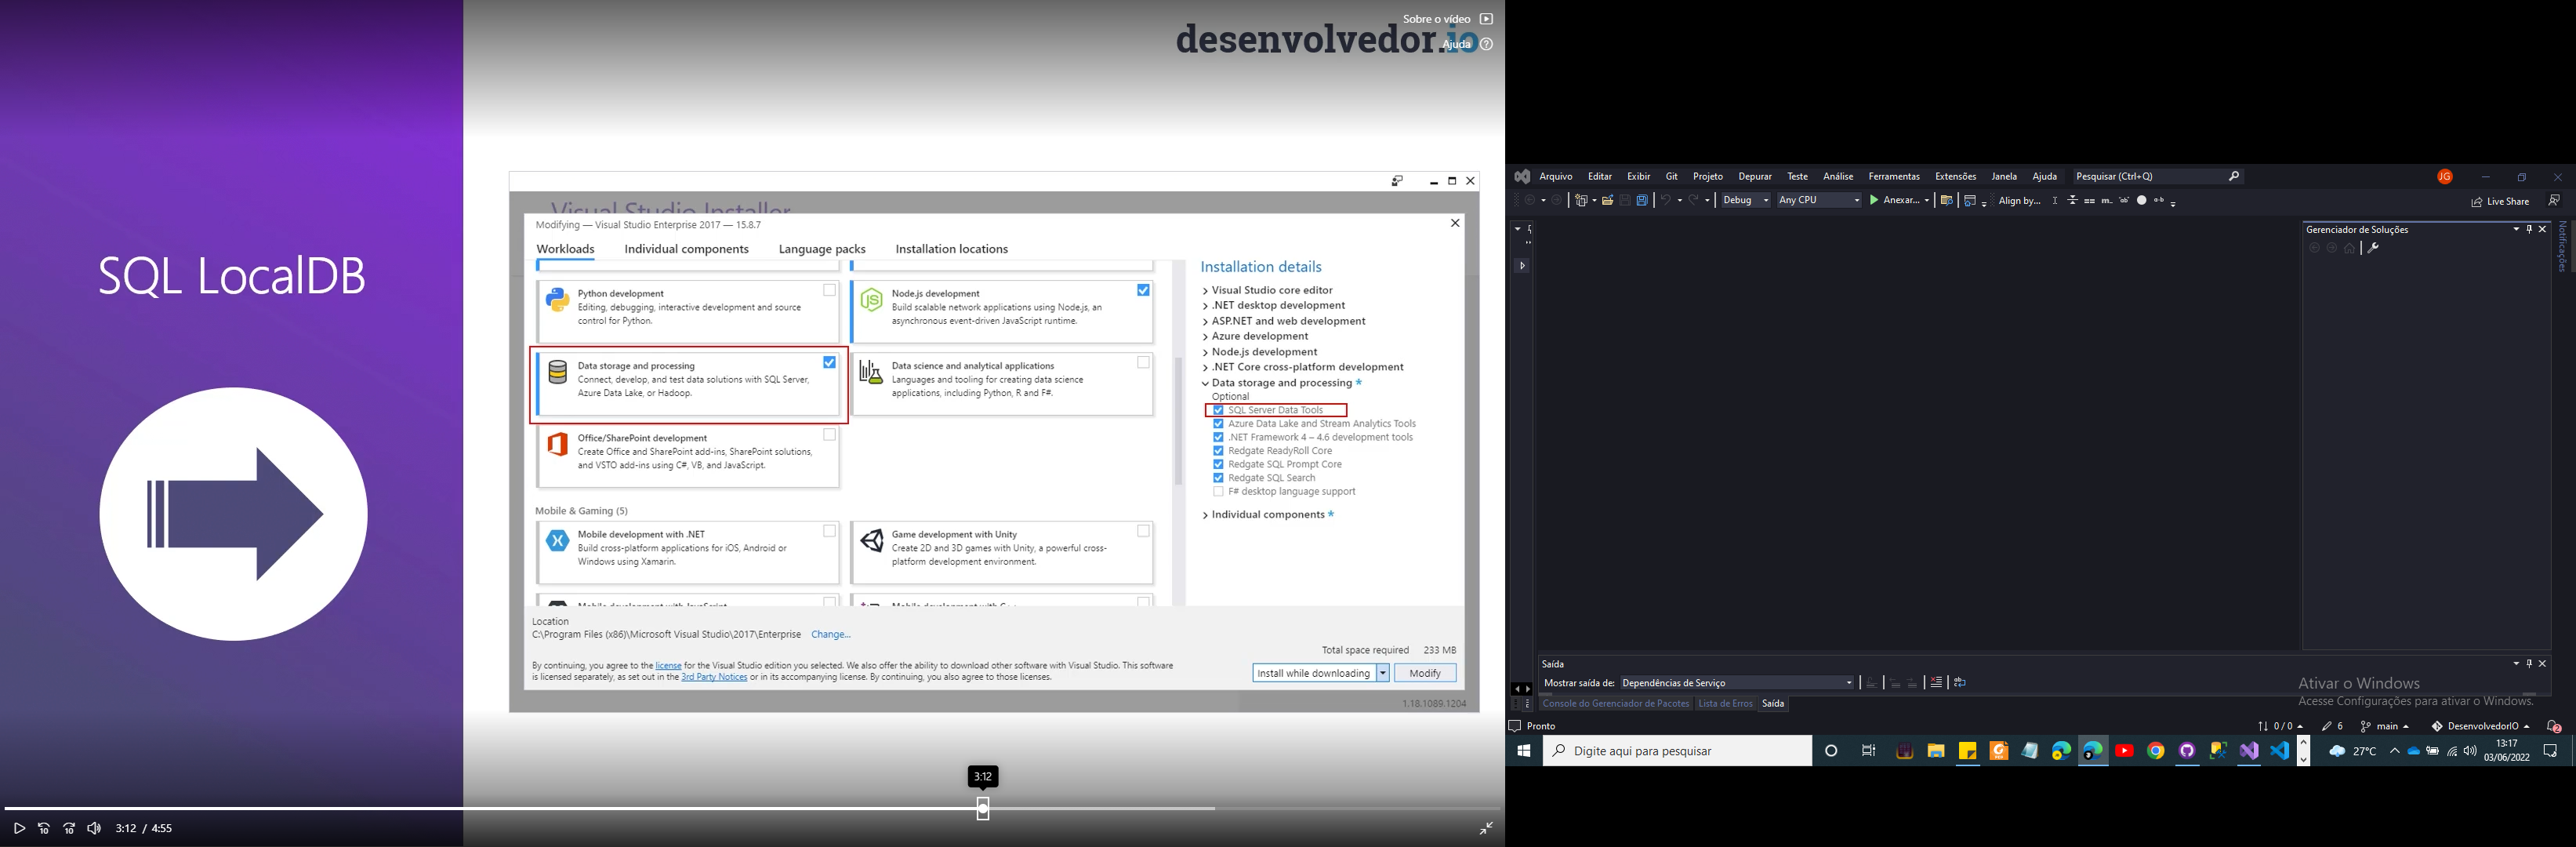 Sobre o vídeo
desenvolvedor.io
Ajuda
SQL LocalDB
Visual Studio Installer
Modifying — Visual Studio Enterprise 2017 — 15.8.7
Workloads Individual components Language packs Installation locations
Python development
Editing, debugging, interactive development and source
control for Python.
Node.js development
Build scalable network applications using Node.js, an
asynchronous event-driven JavaScript runtime.
Data storage and processing
Connect, develop, and test data solutions with SQL Server,
Azure Data Lake, or Hadoop.
Data science and analytical applications
Languages and tooling for creating data science
applications, including Python, R and F#.
Office/SharePoint development
Create Office and SharePoint add-ins, SharePoint solutions,
and VSTO add-ins using C#, VB, and JavaScript.
Mobile & Gaming (5)
Mobile development with .NET
Build cross-platform applications for iOS, Android or
Windows using Xamarin.
Game development with Unity
Create 2D and 3D games with Unity, a powerful cross-
platform development environment.
Mobile development with JavaScript
Mobile development with C++
Installation details
Visual Studio core editor
.NET desktop development
ASP.NET and web development
Azure development
Node.js development
.NET Core cross-platform development
Data storage and processing *
Optional
SQL Server Data Tools
Azure Data Lake and Stream Analytics Tools
.NET Framework 4 – 4.6 development tools
Redgate ReadyRoll Core
Redgate SQL Prompt Core
Redgate SQL Search
F# desktop language support
Individual components *
Location
C:\Program Files (x86)\Microsoft Visual Studio\2017\Enterprise Change...
Total space required 233 MB
By continuing, you agree to the license for the Visual Studio edition you selected. We also offer the ability to download other software with Visual Studio. This software
is licensed separately, as set out in the 3rd Party Notices or in its accompanying license. By continuing, you also agree to those licenses.
Install while downloading Modify
1.18.1089.1204
3:12
10 10 3:12 / 4:55
Arquivo Editar Exibir Git Projeto Depurar Teste Análise Ferramentas Extensões Janela Ajuda Pesquisar (Ctrl+Q) JG
Debug Any CPU Anexar... Align by... Live Share
Gerenciador de Soluções
Notificações
Saída
Mostrar saída de: Dependências de Serviço
Console do Gerenciador de Pacotes Lista de Erros Saída
Ativar o Windows
Acesse Configurações para ativar o Windows.
Pronto 0 / 0 6 main DesenvolvedorIO 2
Digite aqui para pesquisar 27°C
13:17
03/06/2022